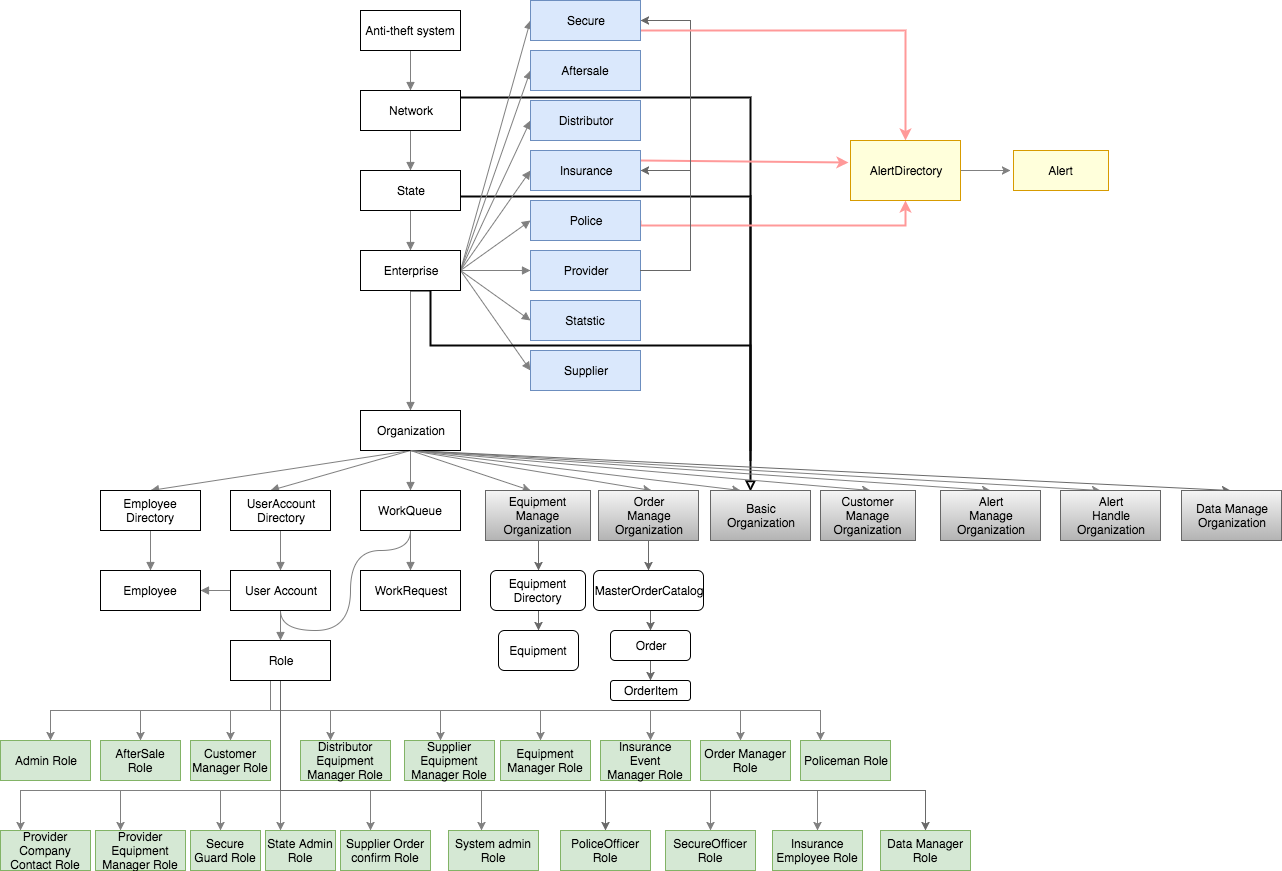 Anti-theft system
Secure
Aftersale
Network
Distributor
Insurance
AlertDirectory
Alert
State
Police
Enterprise
Provider
Statstic
Supplier
Organization
Employee
Directory
UserAccount
Directory
WorkQueue
Equipment
Manage
Organization
Order
Manage
Organization
Basic
Organization
Customer
Manage
Organization
Alert
Manage
Organization
Alert
Handle
Organization
Data Manage
Organization
Employee
User Account
WorkRequest
Equipment
Directory
MasterOrderCatalog
Role
Equipment
Order
OrderItem
Admin Role
AfterSale
Role
Customer
Manager Role
Distributor
Equipment
Manager Role
Supplier
Equipment
Manager Role
Equipment
Manager Role
Insurance
Event
Manager Role
Order Manager
Role
Policeman Role
Provider
Company
Contact Role
Provider
Equipment
Manager Role
Secure
Guard Role
State Admin
Role
Supplier Order
confirm Role
System admin
Role
PoliceOfficer
Role
SecureOfficer
Role
Insurance
Employee Role
Data Manager
Role